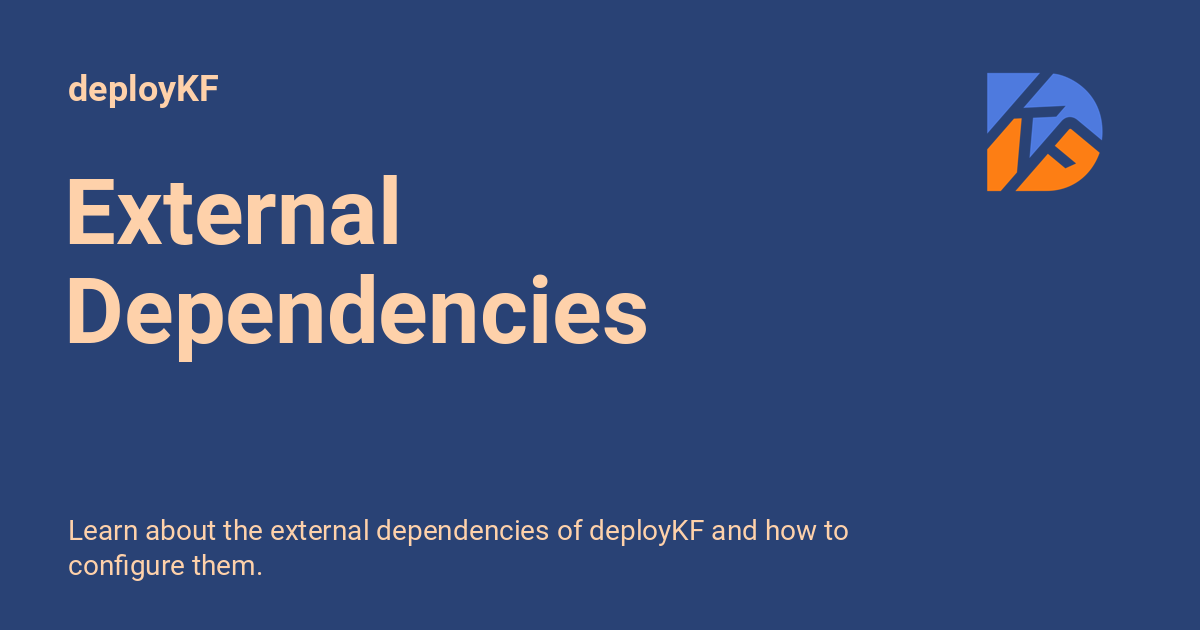 deployKF
External
Dependencies
Learn about the external dependencies of deployKF and how to
configure them.